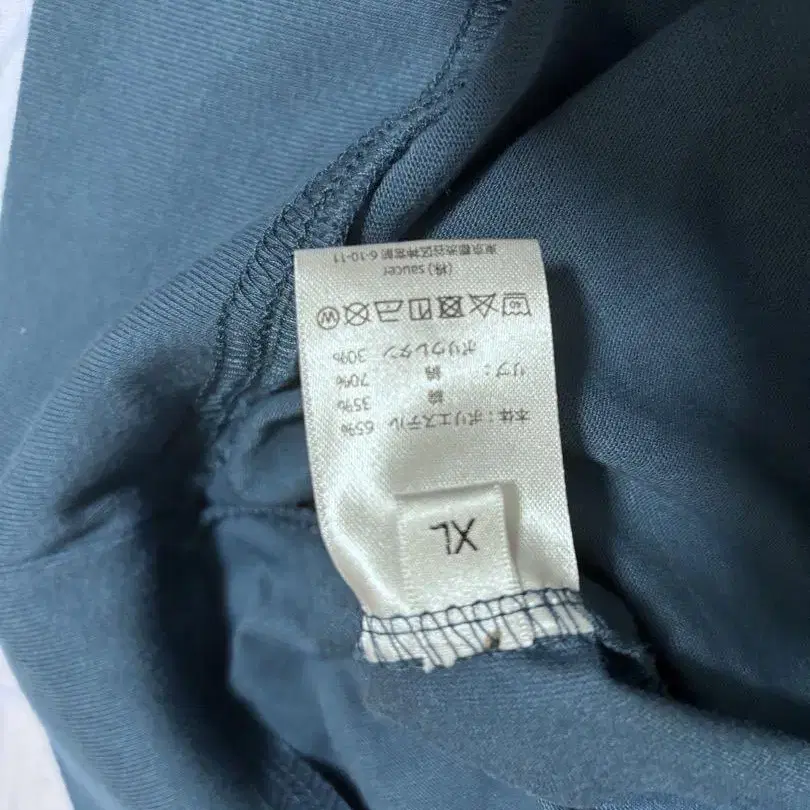 XL
本体：ポリエステル 65%
綿 35%
リブ： 綿 70%
ポリウレタン 30%
40 W
(株) saucer
東京都渋谷区神宮前 6-10-11